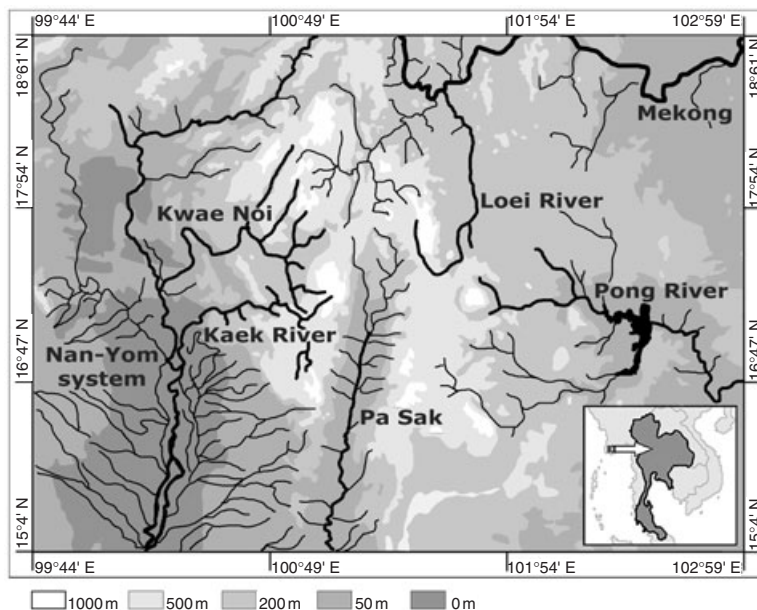 99°44' E 100°49' E 101°54' E 102°59' E
18°61' N 18°61' N
Mekong
17°54' N 17°54' N
Kwae Noi Loei River
Pong River
Kaek River
Nan-Yom
system
16°47' N 16°47' N
Pa Sak
15°4' N 15°4' N
99°44' E 100°49' E 101°54' E 102°59' E
1000 m 500 m 200 m 50 m 0 m